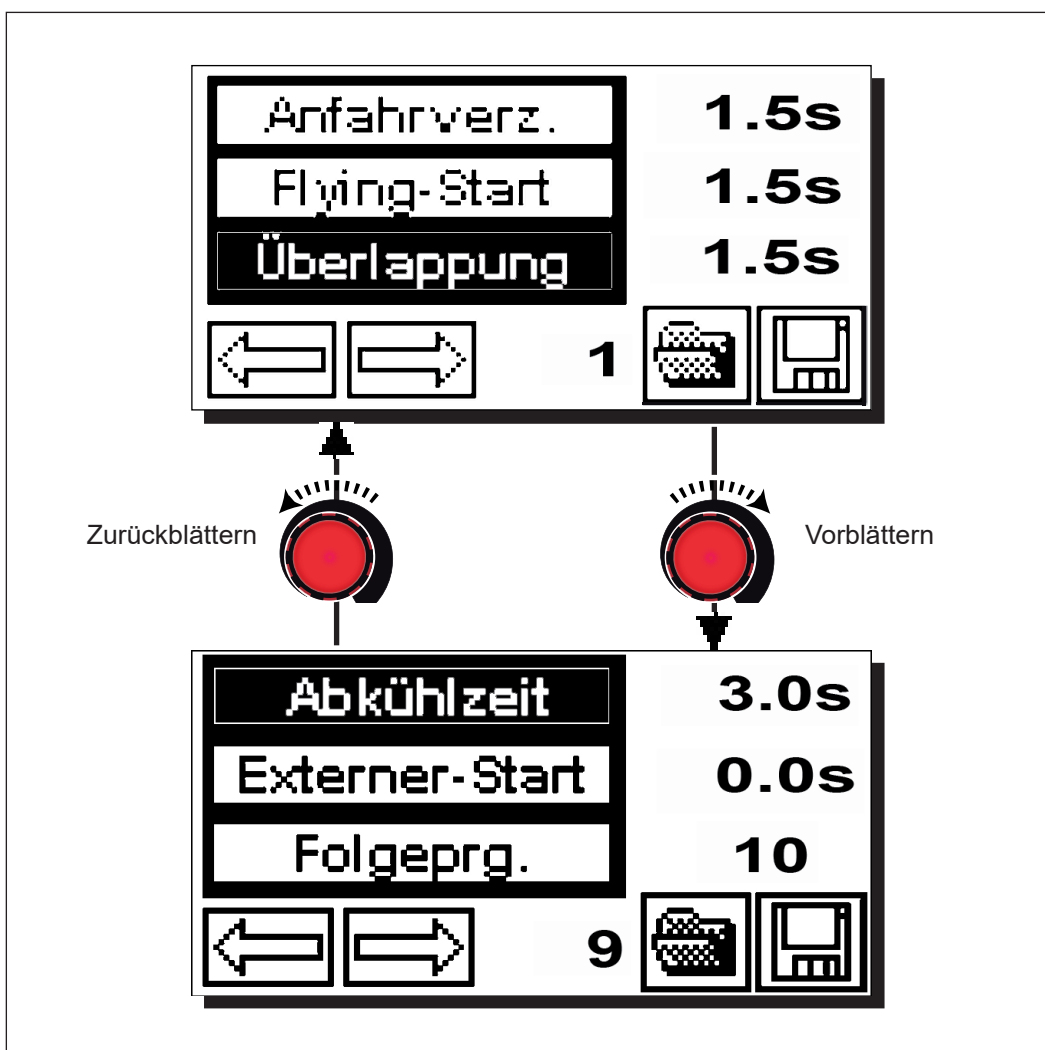 Anfahrverz. 1.5s
Flying-Start 1.5s
Überlappung 1.5s
1
Zurückblättern Vorblättern
Abkühlzeit 3.0s
Externer-Start 0.0s
Folgeprg. 10
9